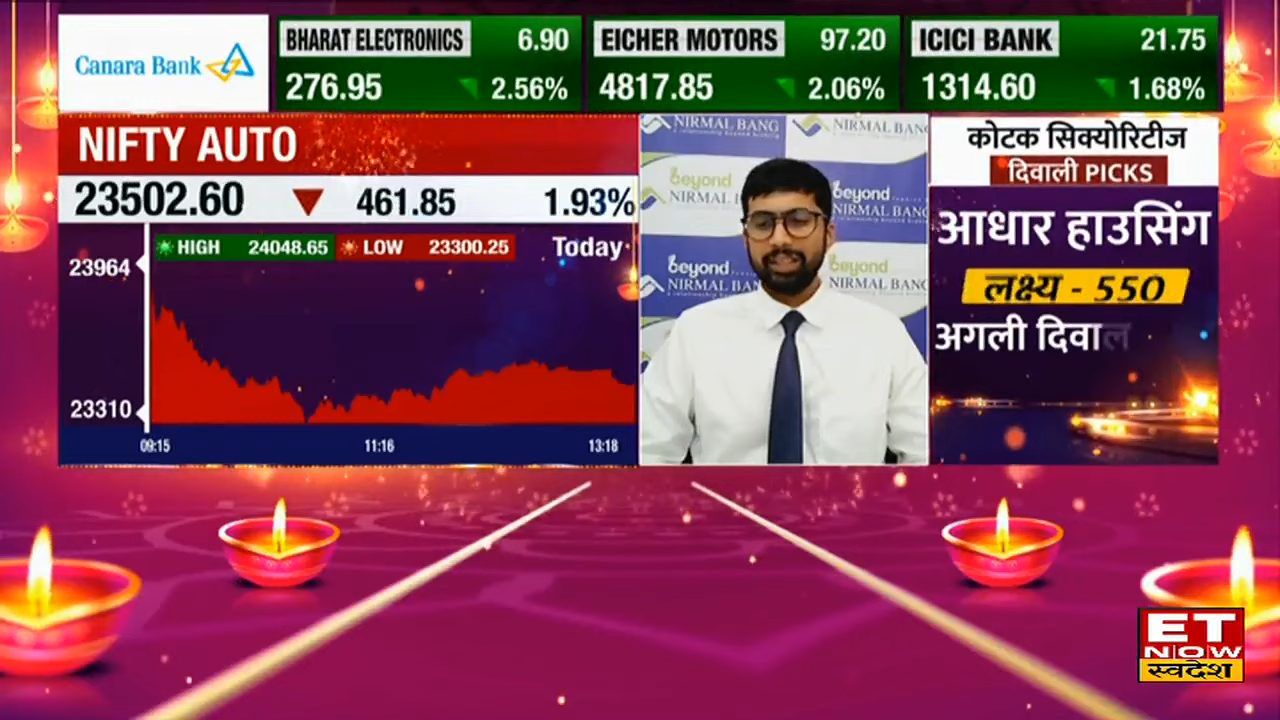 Canara Bank
BHARAT ELECTRONICS 6.90
276.95 2.56%
EICHER MOTORS 97.20
4817.85 2.06%
ICICI BANK 21.75
1314.60 1.68%
NIFTY AUTO
23502.60 461.85 1.93%
HIGH 24048.65 LOW 23300.25 Today
23964
23310
09:15 11:16 13:18
NIRMAL BANG
NIRMAL BANG
beyond
NIRMAL
beyond
NIRMAL BANG
beyond
NIRMAL BANG
beyond
NIRMAL BANG
कोटक सिक्योरिटीज
दिवाली PICKS
आधार हाउसिंग
लक्ष्य - 550
अगली दिवाल
ET
NOW
स्वदेश